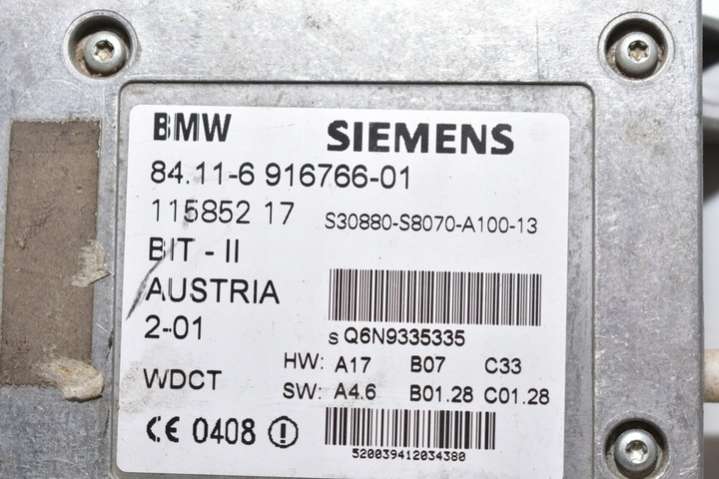 BMW SIEMENS
84.11-6 916766-01
115852 17 S30880-S8070-A100-13
BIT - II
AUSTRIA
2-01 S Q6N9335335
HW: A17 B07 C33
WDCT SW: A4.6 B01.28 C01.28
CE 0408
520039412034380